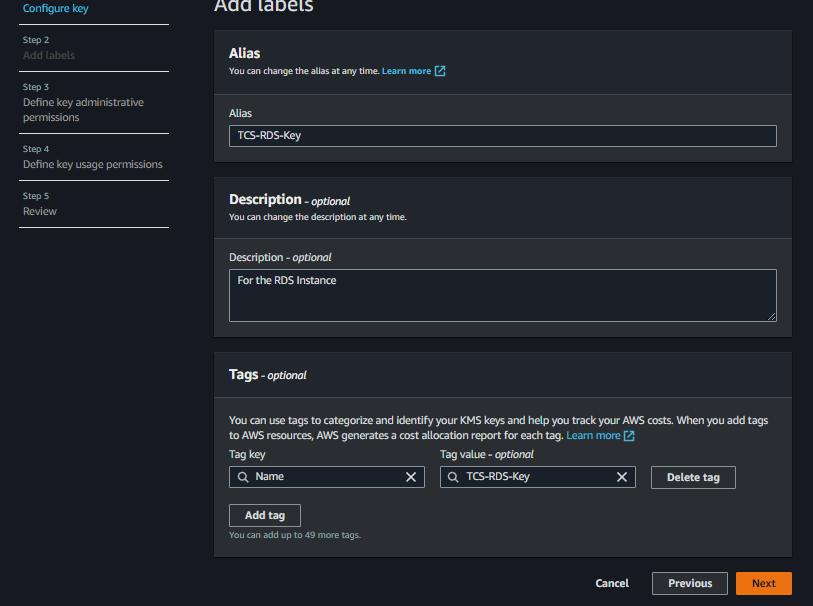 Add labels
Configure key
Step 2
Add labels
Step 3
Define key administrative
permissions
Step 4
Define key usage permissions
Step 5
Review
Alias
You can change the alias at any time. Learn more
Alias
TCS-RDS-Key
Description - optional
You can change the description at any time.
Description - optional
For the RDS Instance
Tags - optional
You can use tags to categorize and identify your KMS keys and help you track your AWS costs. When you add tags
to AWS resources, AWS generates a cost allocation report for each tag. Learn more
Tag key
Tag value - optional
Name
TCS-RDS-Key
Delete tag
Add tag
You can add up to 49 more tags.
Cancel
Previous
Next